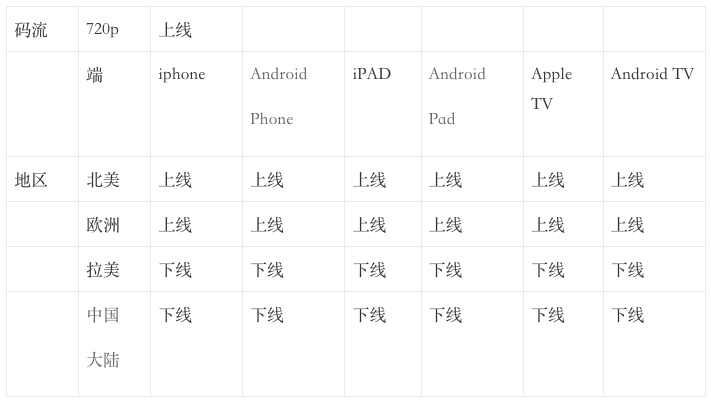 码流 720p 上线
端 iphone Android Phone iPAD Android Pad Apple TV Android TV
地区 北美 上线 上线 上线 上线 上线 上线
欧洲 上线 上线 上线 上线 上线 上线
拉美 下线 下线 下线 下线 下线 下线
中国大陆 下线 下线 下线 下线 下线 下线